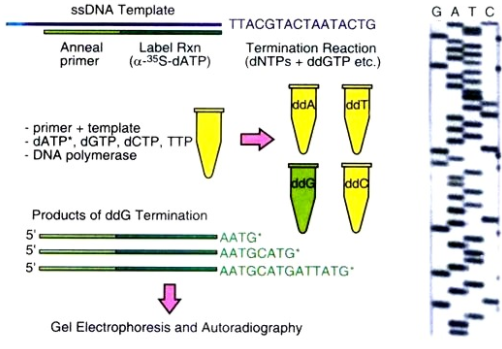 ssDNA Template
TTACGTACTAATACTG
Anneal
primer
Label Rxn
(α-³⁵S-dATP)
Termination Reaction
(dNTPs + ddGTP etc.)
- primer + template
- dATP*, dGTP, dCTP, TTP
- DNA polymerase
ddA
ddT
ddG
ddC
Products of ddG Termination
5' AATG*
5' AATGCATG*
5' AATGCATGATTATG*
Gel Electrophoresis and Autoradiography
G A T C